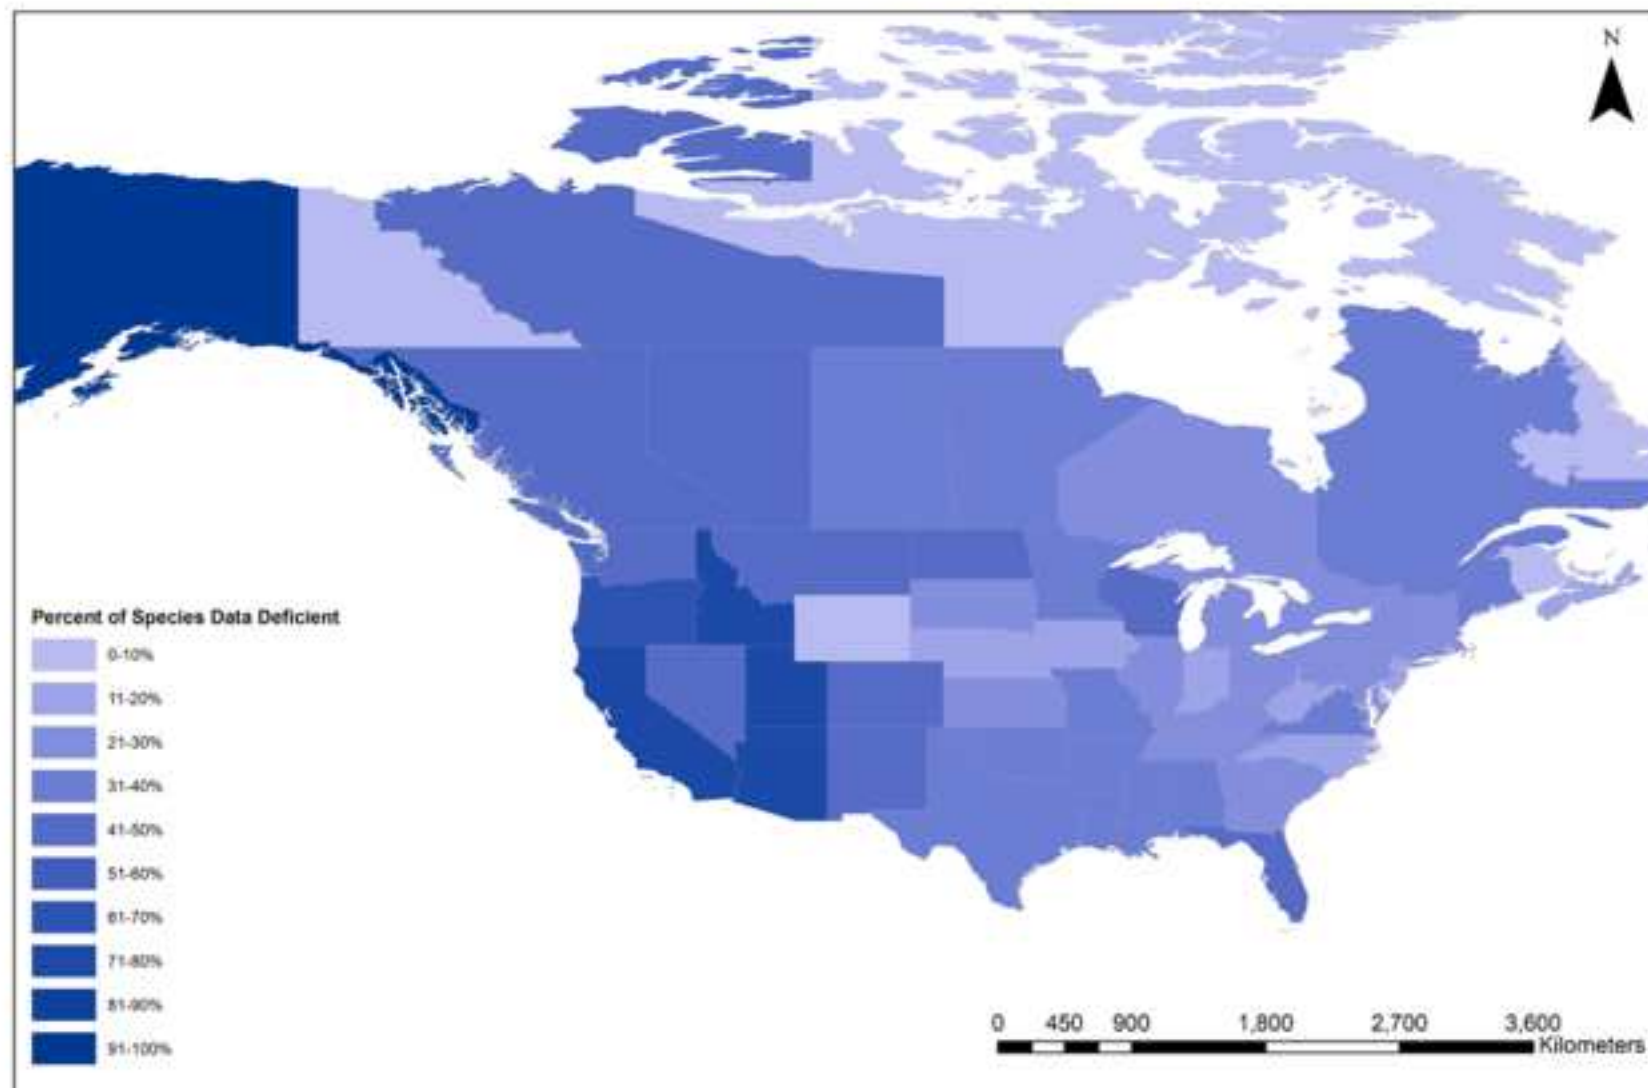 N
Percent of Species Data Deficient
0-10%
11-20%
21-30%
31-40%
41-50%
51-60%
61-70%
71-80%
81-90%
91-100%
0 450 900 1,800 2,700 3,600
Kilometers